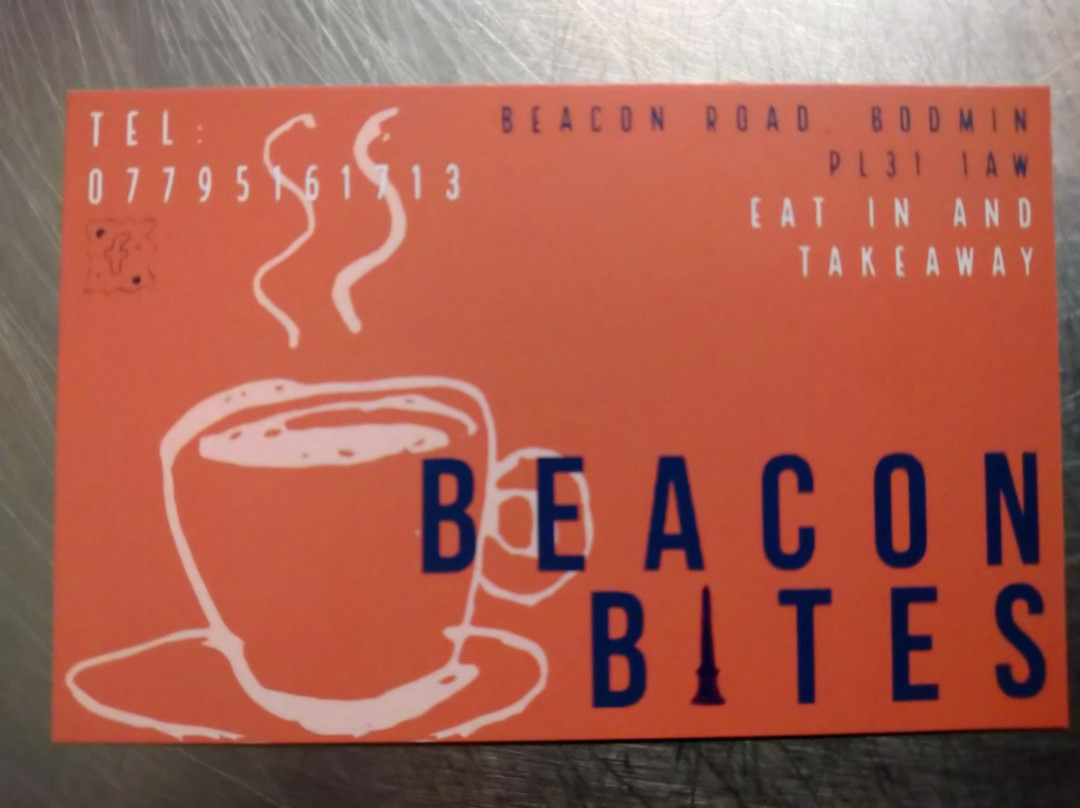 TEL:
07795161713
BEACON ROAD. BODMIN
PL31 1AW
EAT IN AND
TAKEAWAY
f
BEACON
BITES